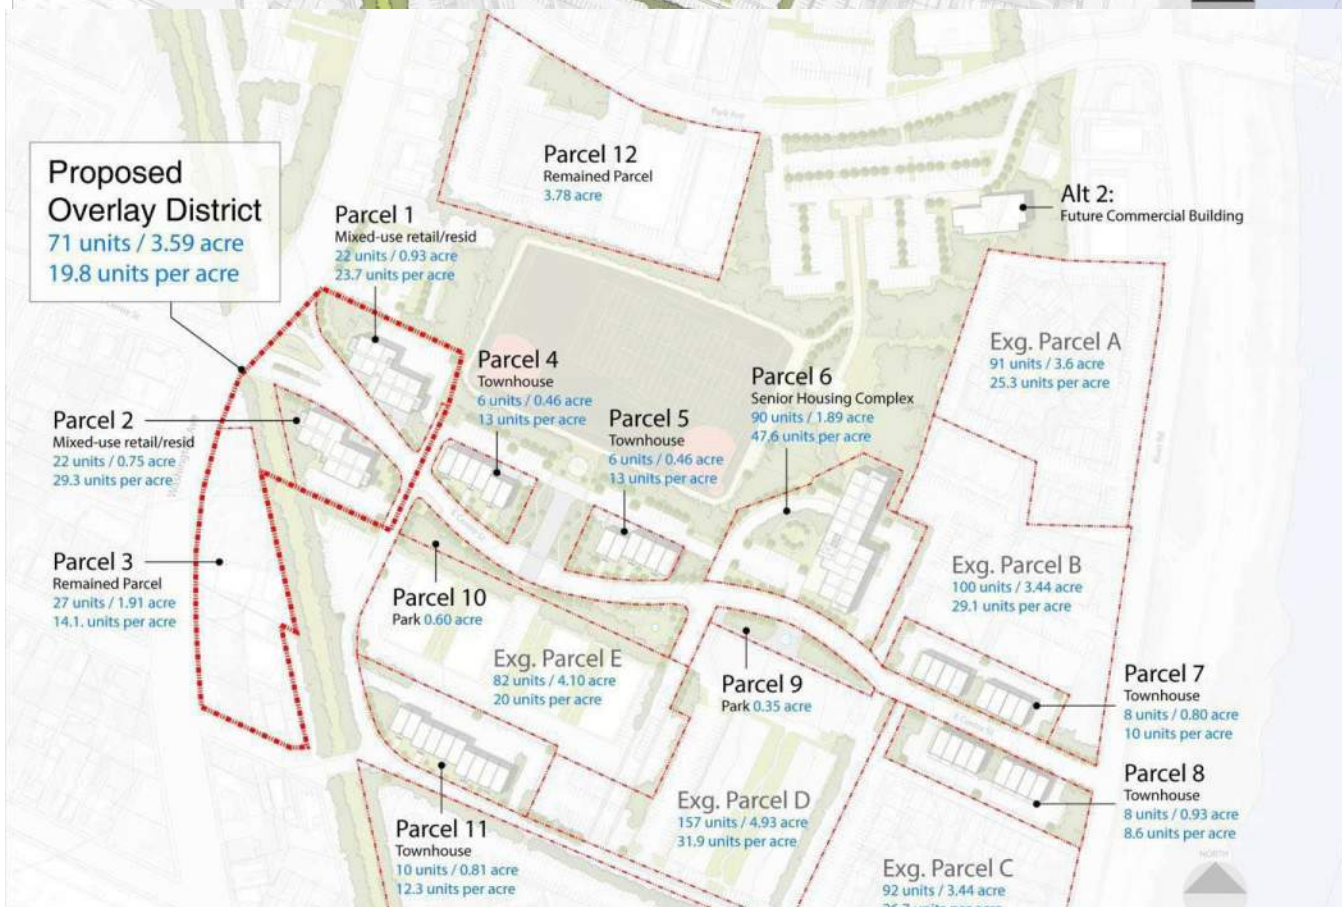 Proposed
Overlay District
71 units / 3.59 acre
19.8 units per acre
Parcel 1
Mixed-use retail/resid
22 units / 0.93 acre
23.7 units per acre
Parcel 12
Remained Parcel
3.78 acre
Park Ave
Alt 2:
Future Commercial Building
Exg. Parcel A
91 units / 3.6 acre
25.3 units per acre
Parcel 4
Townhouse
6 units / 0.46 acre
13 units per acre
Parcel 5
Townhouse
6 units / 0.46 acre
13 units per acre
Parcel 6
Senior Housing Complex
90 units / 1.89 acre
47.6 units per acre
Parcel 2
Mixed-use retail/resid
22 units / 0.75 acre
29.3 units per acre
Parcel 3
Remained Parcel
27 units / 1.91 acre
14.1. units per acre
Parcel 10
Park 0.60 acre
Exg. Parcel B
100 units / 3.44 acre
29.1 units per acre
Exg. Parcel E
82 units / 4.10 acre
20 units per acre
Parcel 9
Park 0.35 acre
Parcel 7
Townhouse
8 units / 0.80 acre
10 units per acre
Parcel 8
Townhouse
8 units / 0.93 acre
8.6 units per acre
Exg. Parcel D
157 units / 4.93 acre
31.9 units per acre
Parcel 11
Townhouse
10 units / 0.81 acre
12.3 units per acre
Exg. Parcel C
92 units / 3.44 acre
NORTH